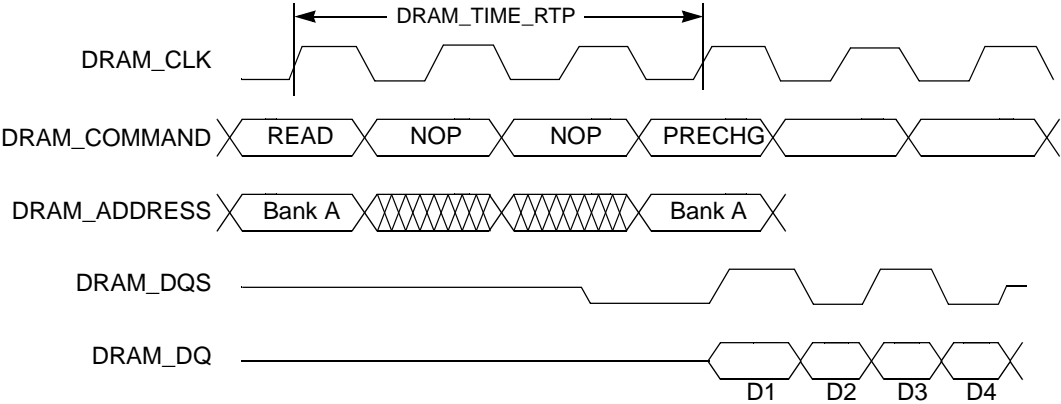 DRAM_TIME_RTP
DRAM_CLK
DRAM_COMMAND READ NOP NOP PRECHG
DRAM_ADDRESS Bank A Bank A
DRAM_DQS
DRAM_DQ
D1 D2 D3 D4